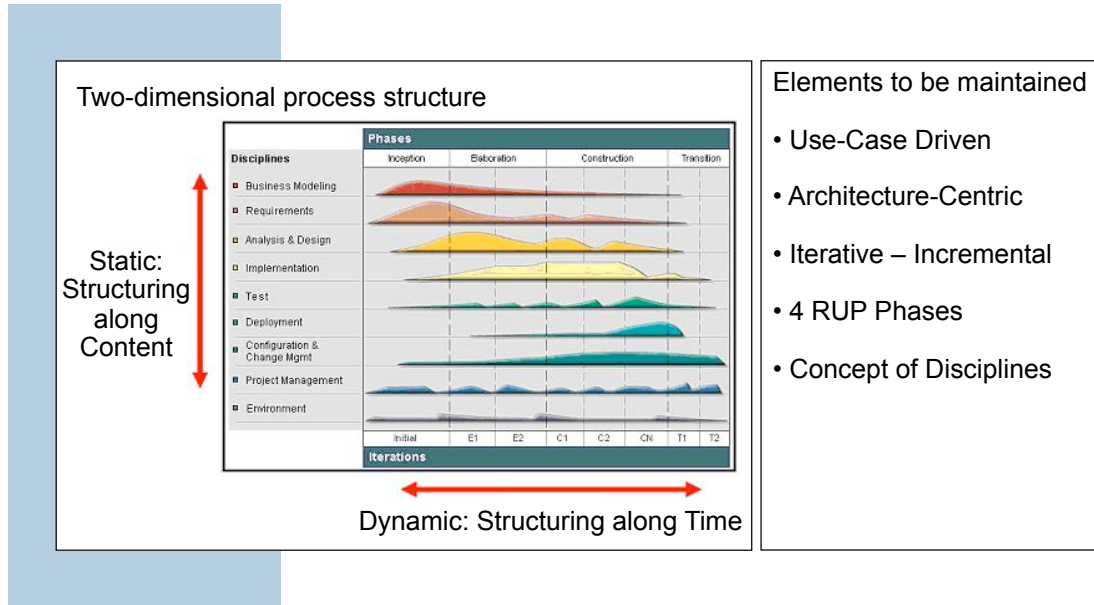 Two-dimensional process structure
Phases
Disciplines
Inception Elaboration Construction Transition
Business Modeling
Requirements
Analysis & Design
Implementation
Test
Deployment
Configuration &
Change Mgmt
Project Management
Environment
Initial E1 E2 C1 C2 CN T1 T2
Iterations
Static:
Structuring
along
Content
Dynamic: Structuring along Time
Elements to be maintained
• Use-Case Driven
• Architecture-Centric
• Iterative – Incremental
• 4 RUP Phases
• Concept of Disciplines